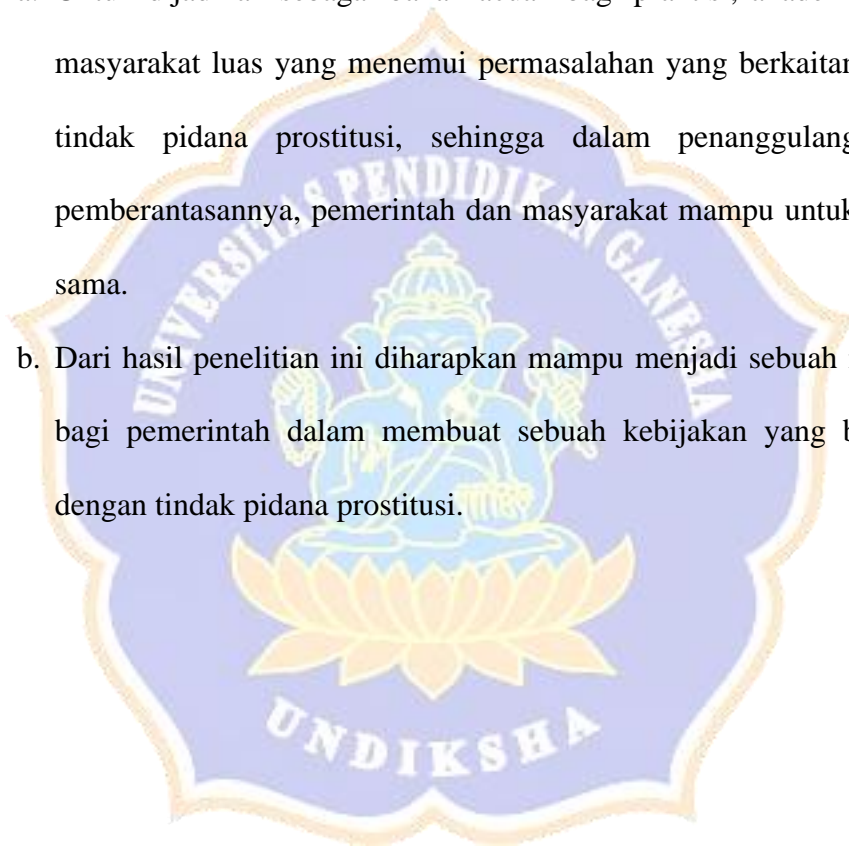 masyarakat luas yang menemui permasalahan yang berkaitan
tindak pidana prostitusi, sehingga dalam penanggulang
pemberantasannya, pemerintah dan masyarakat mampu untuk
sama.
b. Dari hasil penelitian ini diharapkan mampu menjadi sebuah
bagi pemerintah dalam membuat sebuah kebijakan yang b
dengan tindak pidana prostitusi.
UNIVERSITAS PENDIDIKAN GANESHA
UNDIKSHA